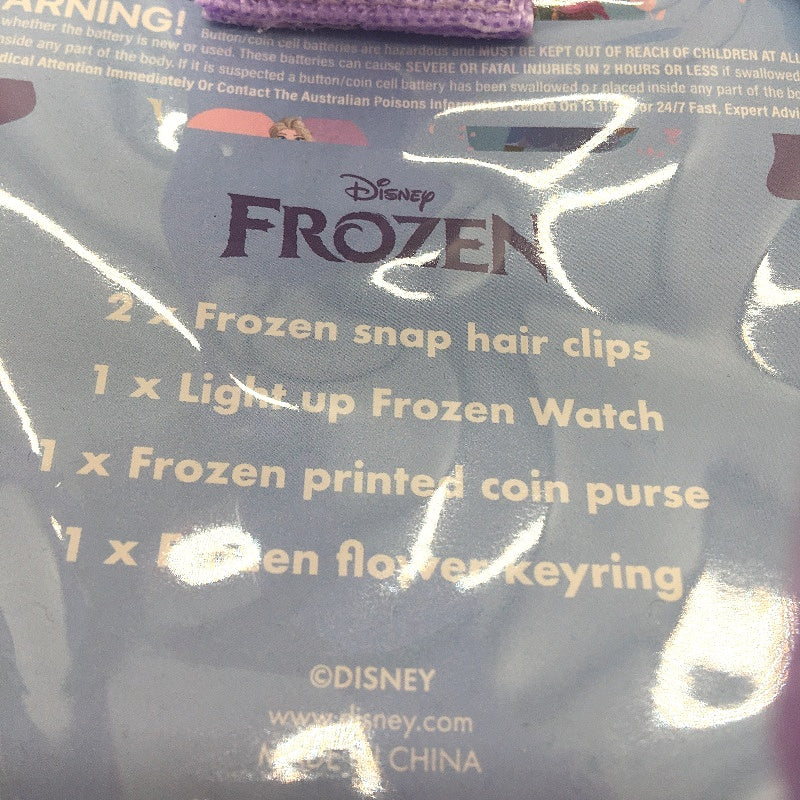 ARNING! Button/coin cell batteries are hazardous and MUST BE KEPT OUT OF REACH OF CHILDREN AT ALL
whether the battery is new or used. These batteries can cause SEVERE OR FATAL INJURIES IN 2 HOURS OR LESS if swallowed
nside any part of the body. If it is suspected a button/coin cell battery has been swallowed or placed inside any part of the bo
dical Attention Immediately Or Contact The Australian Poisons Information Centre On 13 11 or 24/7 Fast, Expert Advi
Disney
FROZEN
2 x Frozen snap hair clips
1 x Light up Frozen Watch
1 x Frozen printed coin purse
1 x Frozen flower keyring
©DISNEY
www.disney.com
MADE IN CHINA